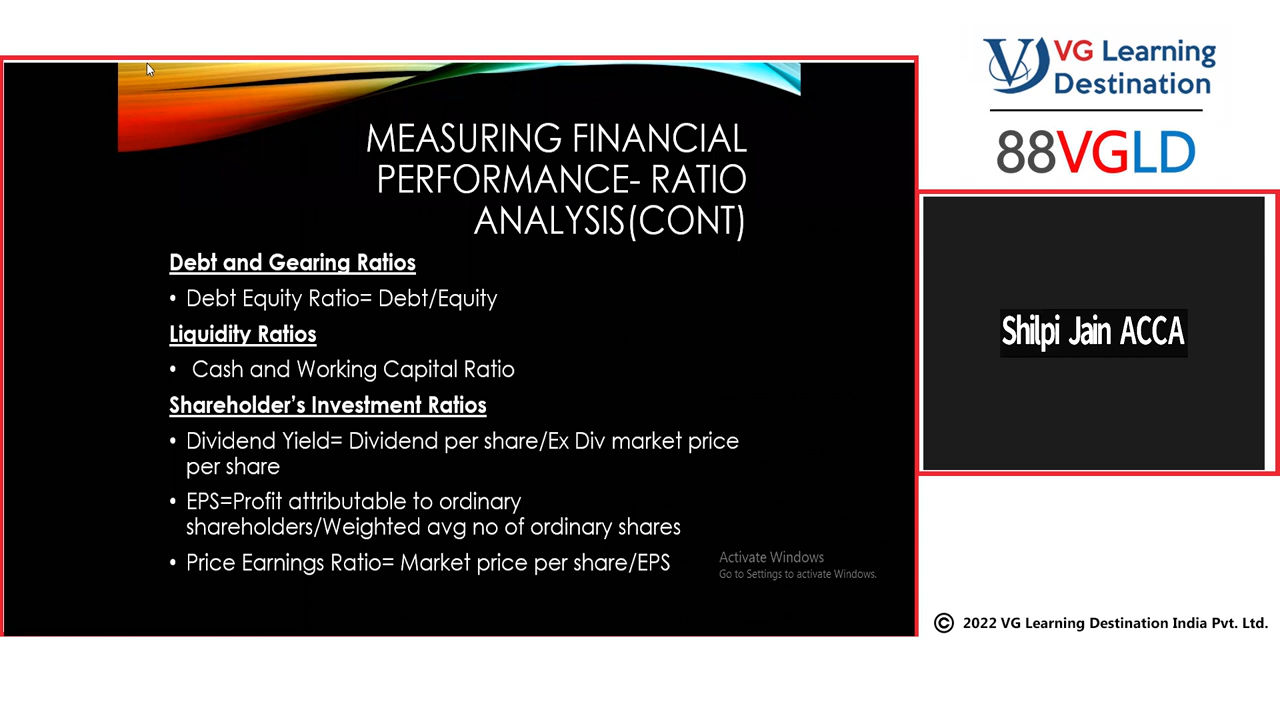 MEASURING FINANCIAL
PERFORMANCE- RATIO
ANALYSIS(CONT)
Debt and Gearing Ratios
• Debt Equity Ratio= Debt/Equity
Liquidity Ratios
• Cash and Working Capital Ratio
Shareholder's Investment Ratios
• Dividend Yield= Dividend per share/Ex Div market price
per share
• EPS=Profit attributable to ordinary
shareholders/Weighted avg no of ordinary shares
• Price Earnings Ratio= Market price per share/EPS
Activate Windows
Go to Settings to activate Windows.
VG Learning
Destination
88VGLD
Shilpi Jain ACCA
© 2022 VG Learning Destination India Pvt. Ltd.